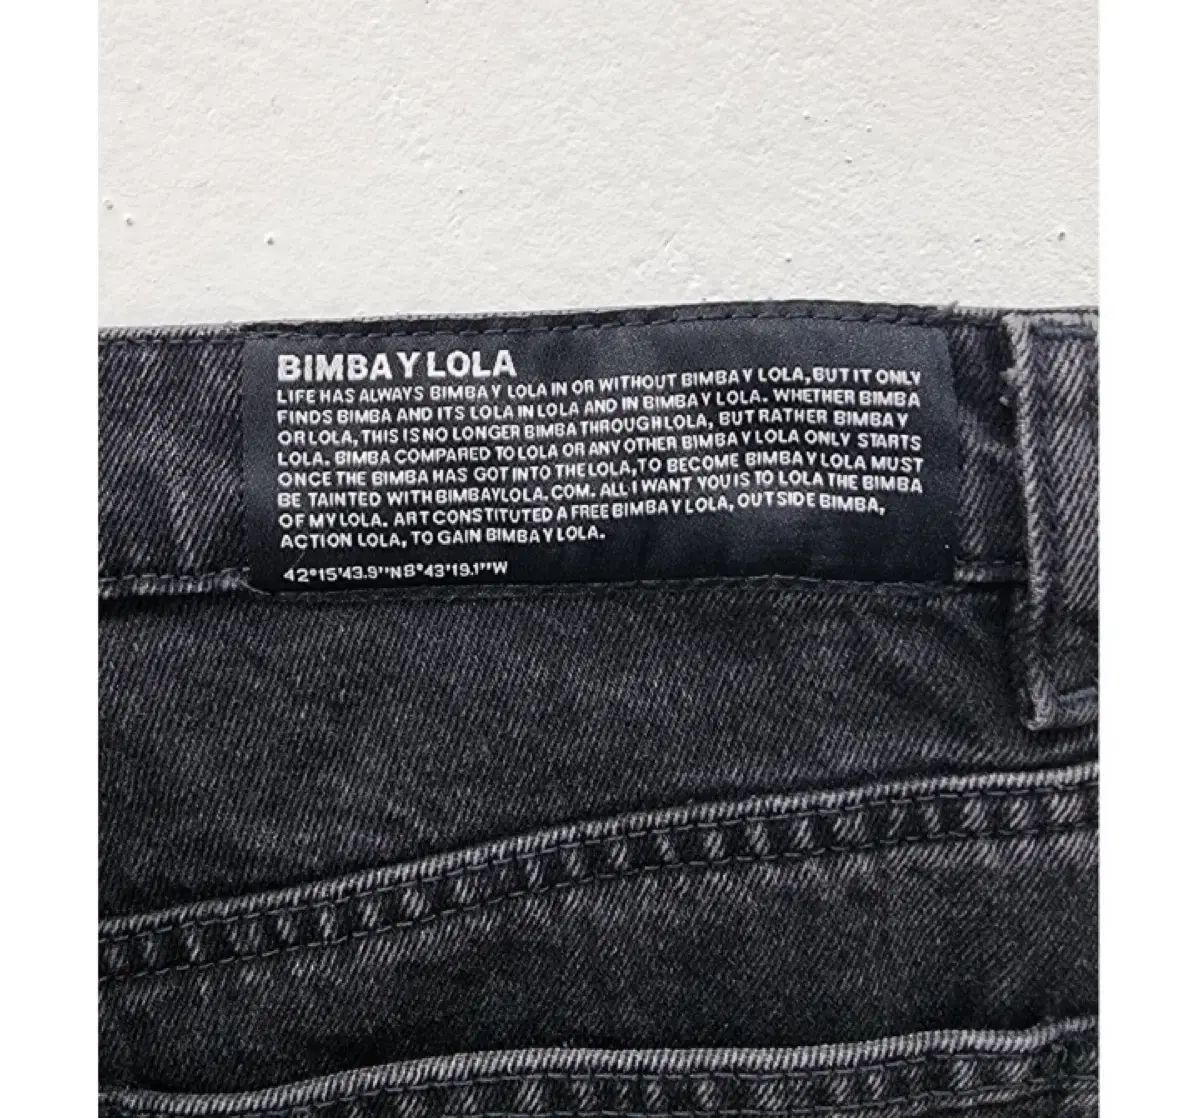 BIMBA Y LOLA
LIFE HAS ALWAYS BIMBA Y LOLA IN OR WITHOUT BIMBA Y LOLA, BUT IT ONLY
FINDS BIMBA AND ITS LOLA IN LOLA AND IN BIMBA Y LOLA. WHETHER BIMBA
OR LOLA, THIS IS NO LONGER BIMBA THROUGH LOLA, BUT RATHER BIMBA Y
LOLA. BIMBA COMPARED TO LOLA OR ANY OTHER BIMBA Y LOLA ONLY STARTS
ONCE THE BIMBA HAS GOT INTO THE LOLA, TO BECOME BIMBA Y LOLA MUST
BE TAINTED WITH BIMBAYLOLA.COM. ALL I WANT YOU IS TO LOLA THE BIMBA
OF MY LOLA. ART CONSTITUTED A FREE BIMBA Y LOLA, OUTSIDE BIMBA,
ACTION LOLA, TO GAIN BIMBA Y LOLA.
42°15'43.9''N8°43'19.1''W